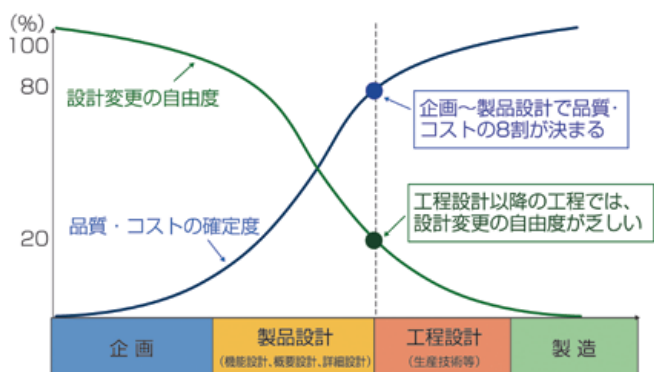 (%)
100
80
20
設計変更の自由度
企画～製品設計で品質・
コストの8割が決まる
品質・コストの確定度
工程設計以降の工程では、
設計変更の自由度が乏しい
企画
製品設計
(機能設計、概要設計、詳細設計)
工程設計
(生産技術等)
製造